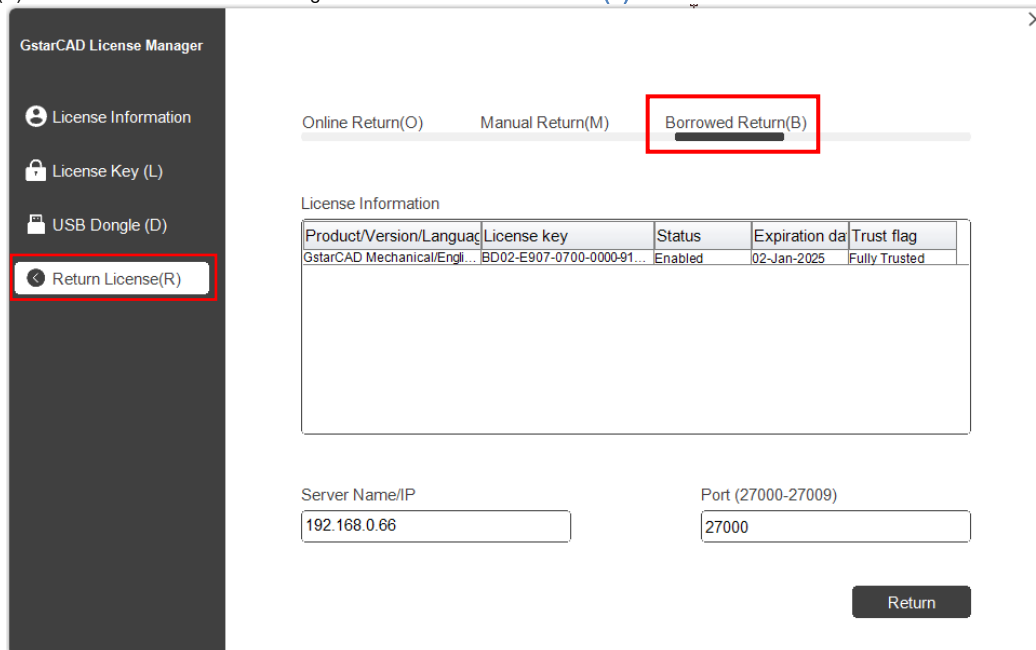 GstarCAD License Manager
License Information
License Key (L)
USB Dongle (D)
Return License(R)
Online Return(O) Manual Return(M) Borrowed Return(B)
License Information
Product/Version/Languag License key Status Expiration da Trust flag
GstarCAD Mechanical/Engli... BD02-E907-0700-0000-91... Enabled 02-Jan-2025 Fully Trusted
Server Name/IP Port (27000-27009)
192.168.0.66 27000
Return